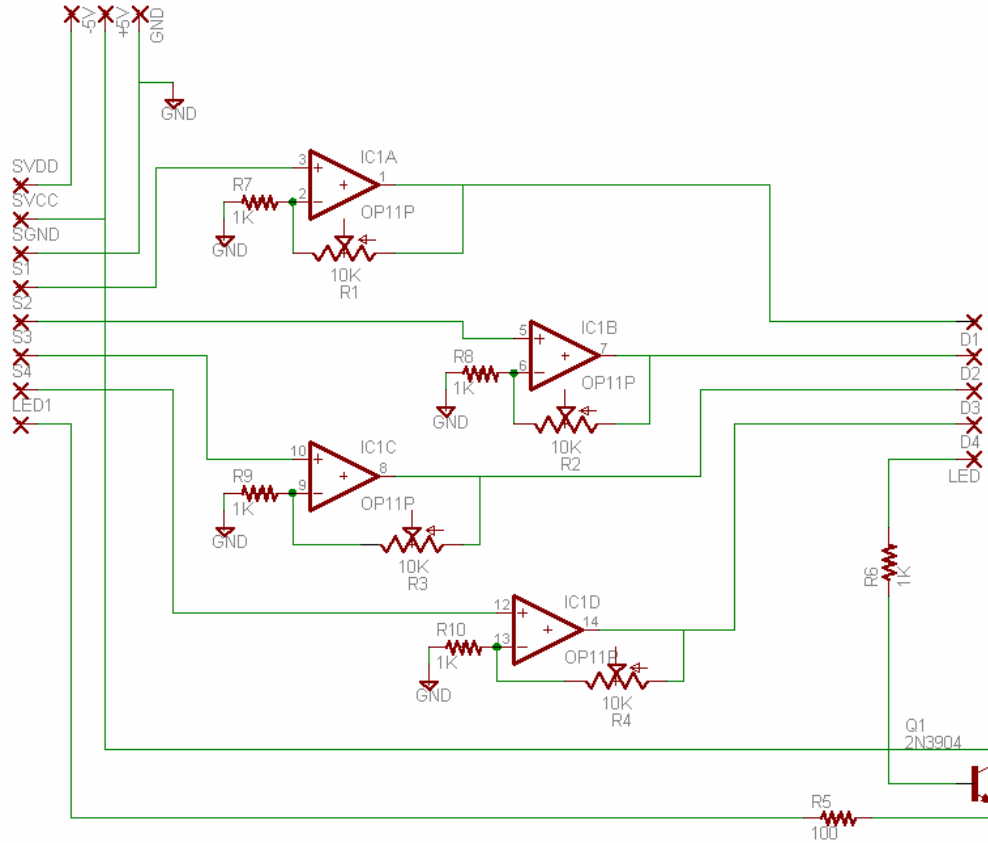 -5V
+5V
GND
GND
SVDD
SVCC
SGND
S1
S2
S3
S4
LED1
IC1A
3
2
1
+
-
+
OP11P
R7
1K
GND
10K
R1
IC1B
5
6
7
+
-
+
OP11P
R8
1K
GND
10K
R2
IC1C
10
9
8
+
-
+
OP11P
R9
1K
GND
10K
R3
IC1D
12
13
14
+
-
+
OP11P
R10
1K
GND
10K
R4
D1
D2
D3
D4
LED
R6
1K
Q1
2N3904
R5
100